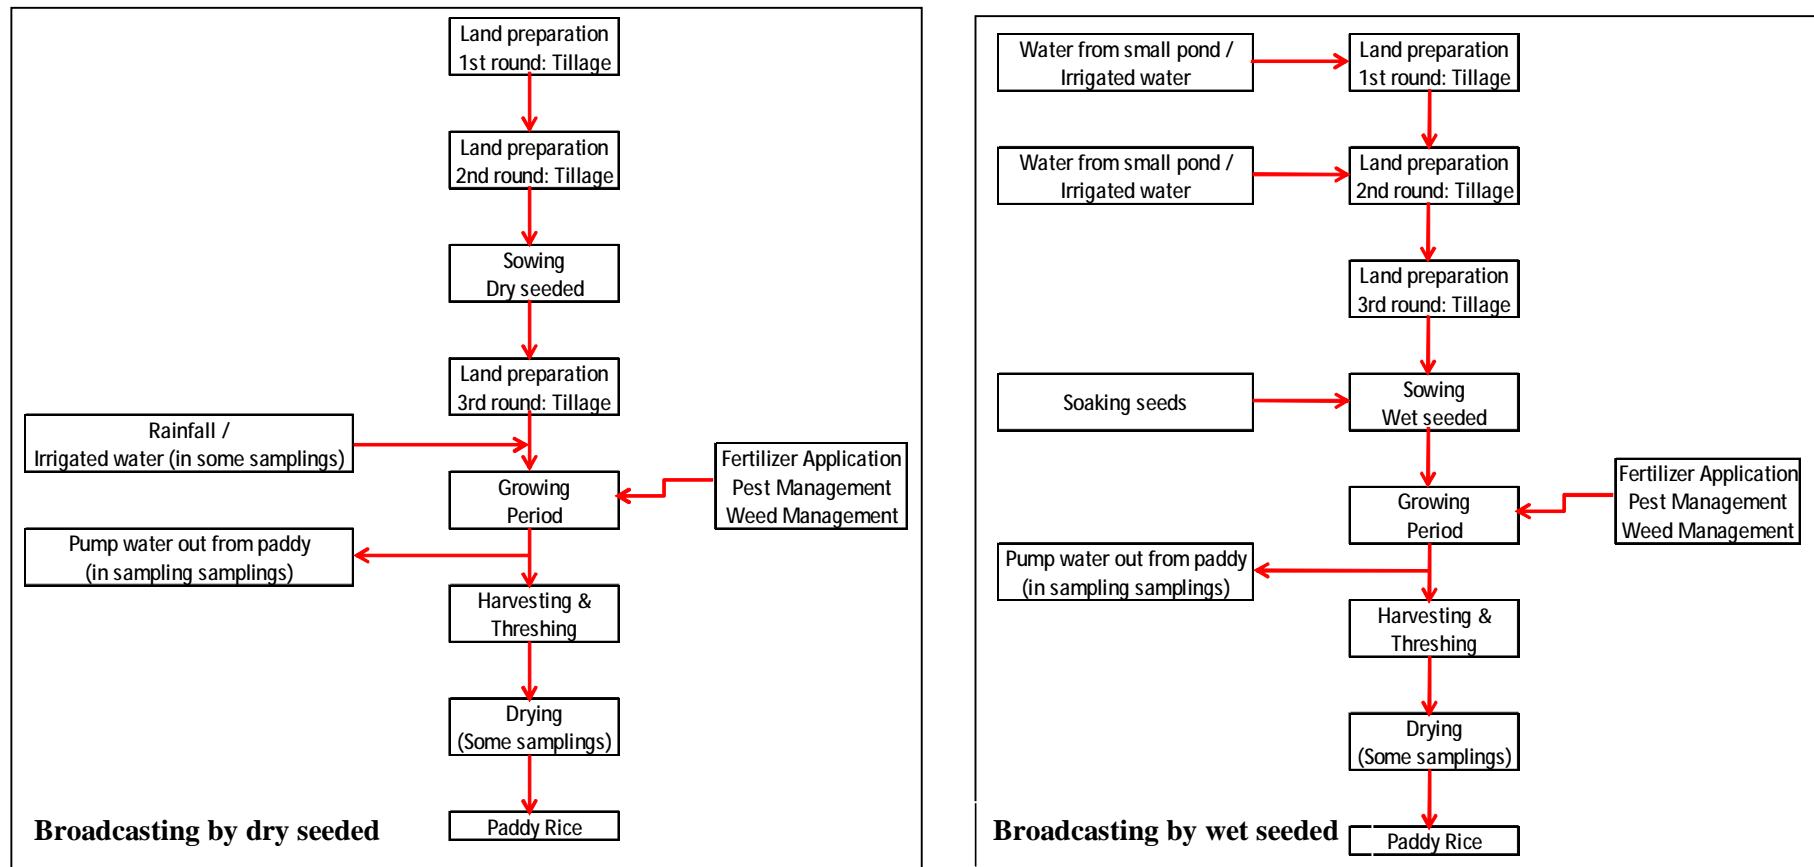 Land preparation
1st round: Tillage
Land preparation
2nd round: Tillage
Sowing
Dry seeded
Land preparation
3rd round: Tillage
Rainfall /
Irrigated water (in some samplings)
Growing
Period
Fertilizer Application
Pest Management
Weed Management
Pump water out from paddy
(in sampling samplings)
Harvesting &
Threshing
Drying
(Some samplings)
Paddy Rice
Broadcasting by dry seeded
Water from small pond /
Irrigated water
Land preparation
1st round: Tillage
Water from small pond /
Irrigated water
Land preparation
2nd round: Tillage
Land preparation
3rd round: Tillage
Soaking seeds
Sowing
Wet seeded
Growing
Period
Fertilizer Application
Pest Management
Weed Management
Pump water out from paddy
(in sampling samplings)
Harvesting &
Threshing
Drying
(Some samplings)
Paddy Rice
Broadcasting by wet seeded